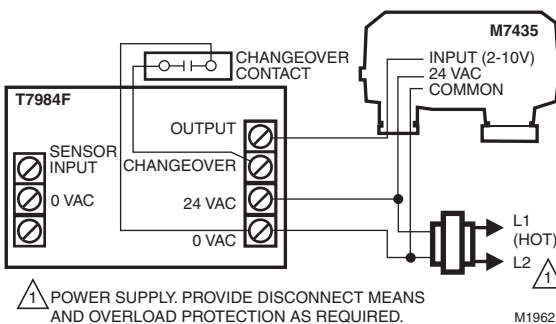 M7435
INPUT (2-10V)
24 VAC
COMMON
CHANGEOVER
CONTACT
T7984F
OUTPUT
CHANGEOVER
24 VAC
0 VAC
SENSOR
INPUT
0 VAC
L1
(HOT)
L2
1
1 POWER SUPPLY. PROVIDE DISCONNECT MEANS
AND OVERLOAD PROTECTION AS REQUIRED.
M1962